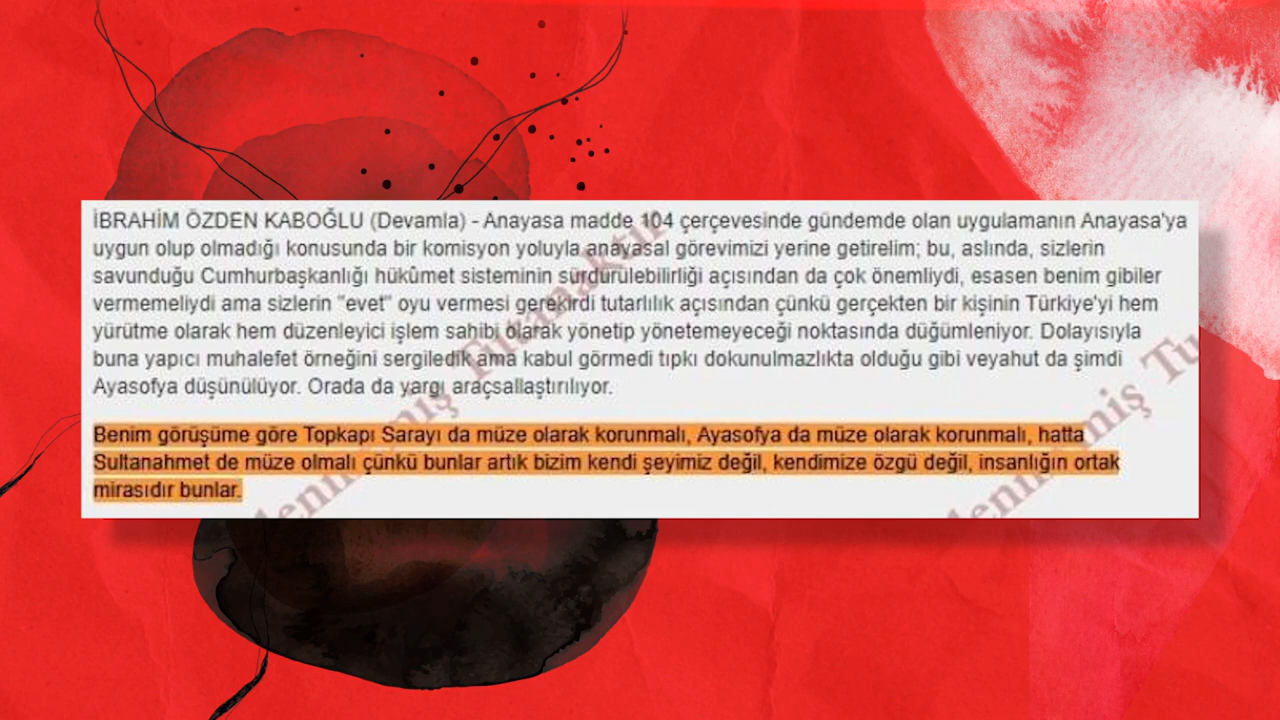 İBRAHİM ÖZDEN KABOĞLU (Devamla) - Anayasa madde 104 çerçevesinde gündemde olan uygulamanın Anayasa'ya
uygun olup olmadığı konusunda bir komisyon yoluyla anayasal görevimizi yerine getirelim; bu, aslında, sizlerin
savunduğu Cumhurbaşkanlığı hükûmet sisteminin sürdürülebilirliği açısından da çok önemliydi, esasen benim gibiler
vermemeliydi ama sizlerin "evet" oyu vermesi gerekirdi tutarlılık açısından çünkü gerçekten bir kişinin Türkiye'yi hem
yürütme olarak hem düzenleyici işlem sahibi olarak yönetip yönetemeyeceği noktasında düğümleniyor. Dolayısıyla
buna yapıcı muhalefet örneğini sergiledik ama kabul görmedi tıpkı dokunulmazlıkta olduğu gibi veyahut da şimdi
Ayasofya düşünülüyor. Orada da yargı araçsallaştırılıyor.
Benim görüşüme göre Topkapı Sarayı da müze olarak korunmalı, Ayasofya da müze olarak korunmalı, hatta
Sultanahmet de müze olmalı çünkü bunlar artık bizim kendi şeyimiz değil, kendimize özgü değil, insanlığın ortak
mirasıdır bunlar.